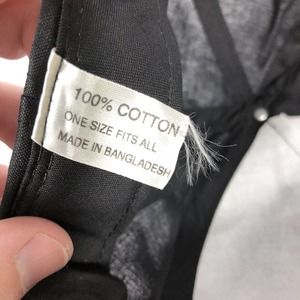 100% COTTON
ONE SIZE FITS ALL
MADE IN BANGLADESH